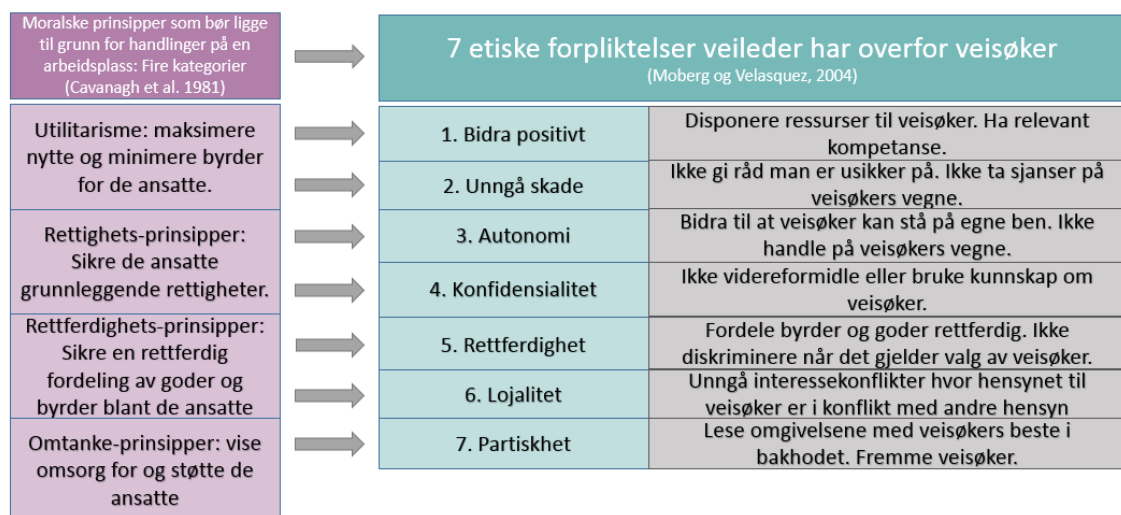 Moralske prinsipper som bør ligge
til grunn for handlinger på en
arbeidsplass: Fire kategorier
(Cavanagh et al. 1981)
7 etiske forpliktelser veileder har overfor veisøker
(Moberg og Velasquez, 2004)
Utilitarisme: maksimere
nytte og minimere byrder
for de ansatte.
1. Bidra positivt
Disponere ressurser til veisøker. Ha relevant
kompetanse.
2. Unngå skade
Ikke gi råd man er usikker på. Ikke ta sjanser på
veisøkers vegne.
Rettighets-prinsipper:
Sikre de ansatte
grunnleggende rettigheter.
3. Autonomi
Bidra til at veisøker kan stå på egne ben. Ikke
handle på veisøkers vegne.
4. Konfidensialitet
Ikke videreformidle eller bruke kunnskap om
veisøker.
Rettferdighets-prinsipper:
Sikre en rettferdig
fordeling av goder og
byrder blant de ansatte
5. Rettferdighet
Fordele byrder og goder rettferdig. Ikke
diskriminere når det gjelder valg av veisøker.
6. Lojalitet
Unngå interessekonflikter hvor hensynet til
veisøker er i konflikt med andre hensyn
Omtanke-prinsipper: vise
omsorg for og støtte de
ansatte
7. Partiskhet
Lese omgivelsene med veisøkers beste i
bakhodet. Fremme veisøker.